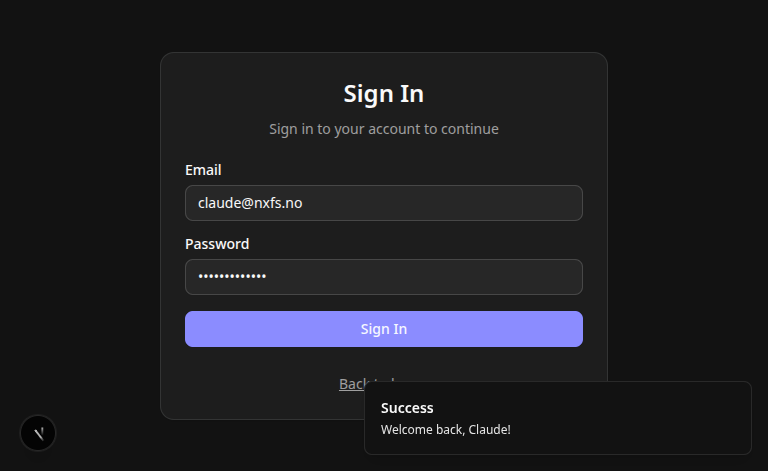 Sign In
Sign in to your account to continue
Email
claude@nxfs.no
Password
•••••••••••••
Sign In
Back
Success
Welcome back, Claude!